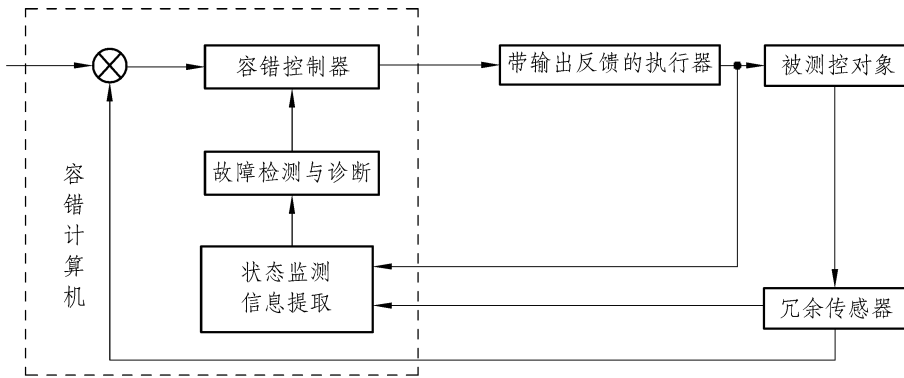 容错控制器
带输出反馈的执行器
被测控对象
故障检测与诊断
容错计算机
状态监测
信息提取
冗余传感器